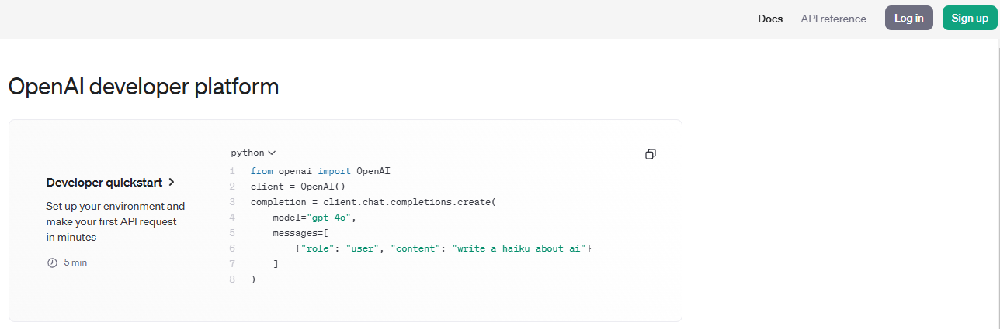 Docs API reference Log in Sign up
OpenAI developer platform
Developer quickstart
Set up your environment and
make your first API request
in minutes
5 min
python
1 from openai import OpenAI
2 client = OpenAI()
3 completion = client.chat.completions.create(
4     model="gpt-4o",
5     messages=[
6         {"role": "user", "content": "write a haiku about ai"}
7     ]
8 )